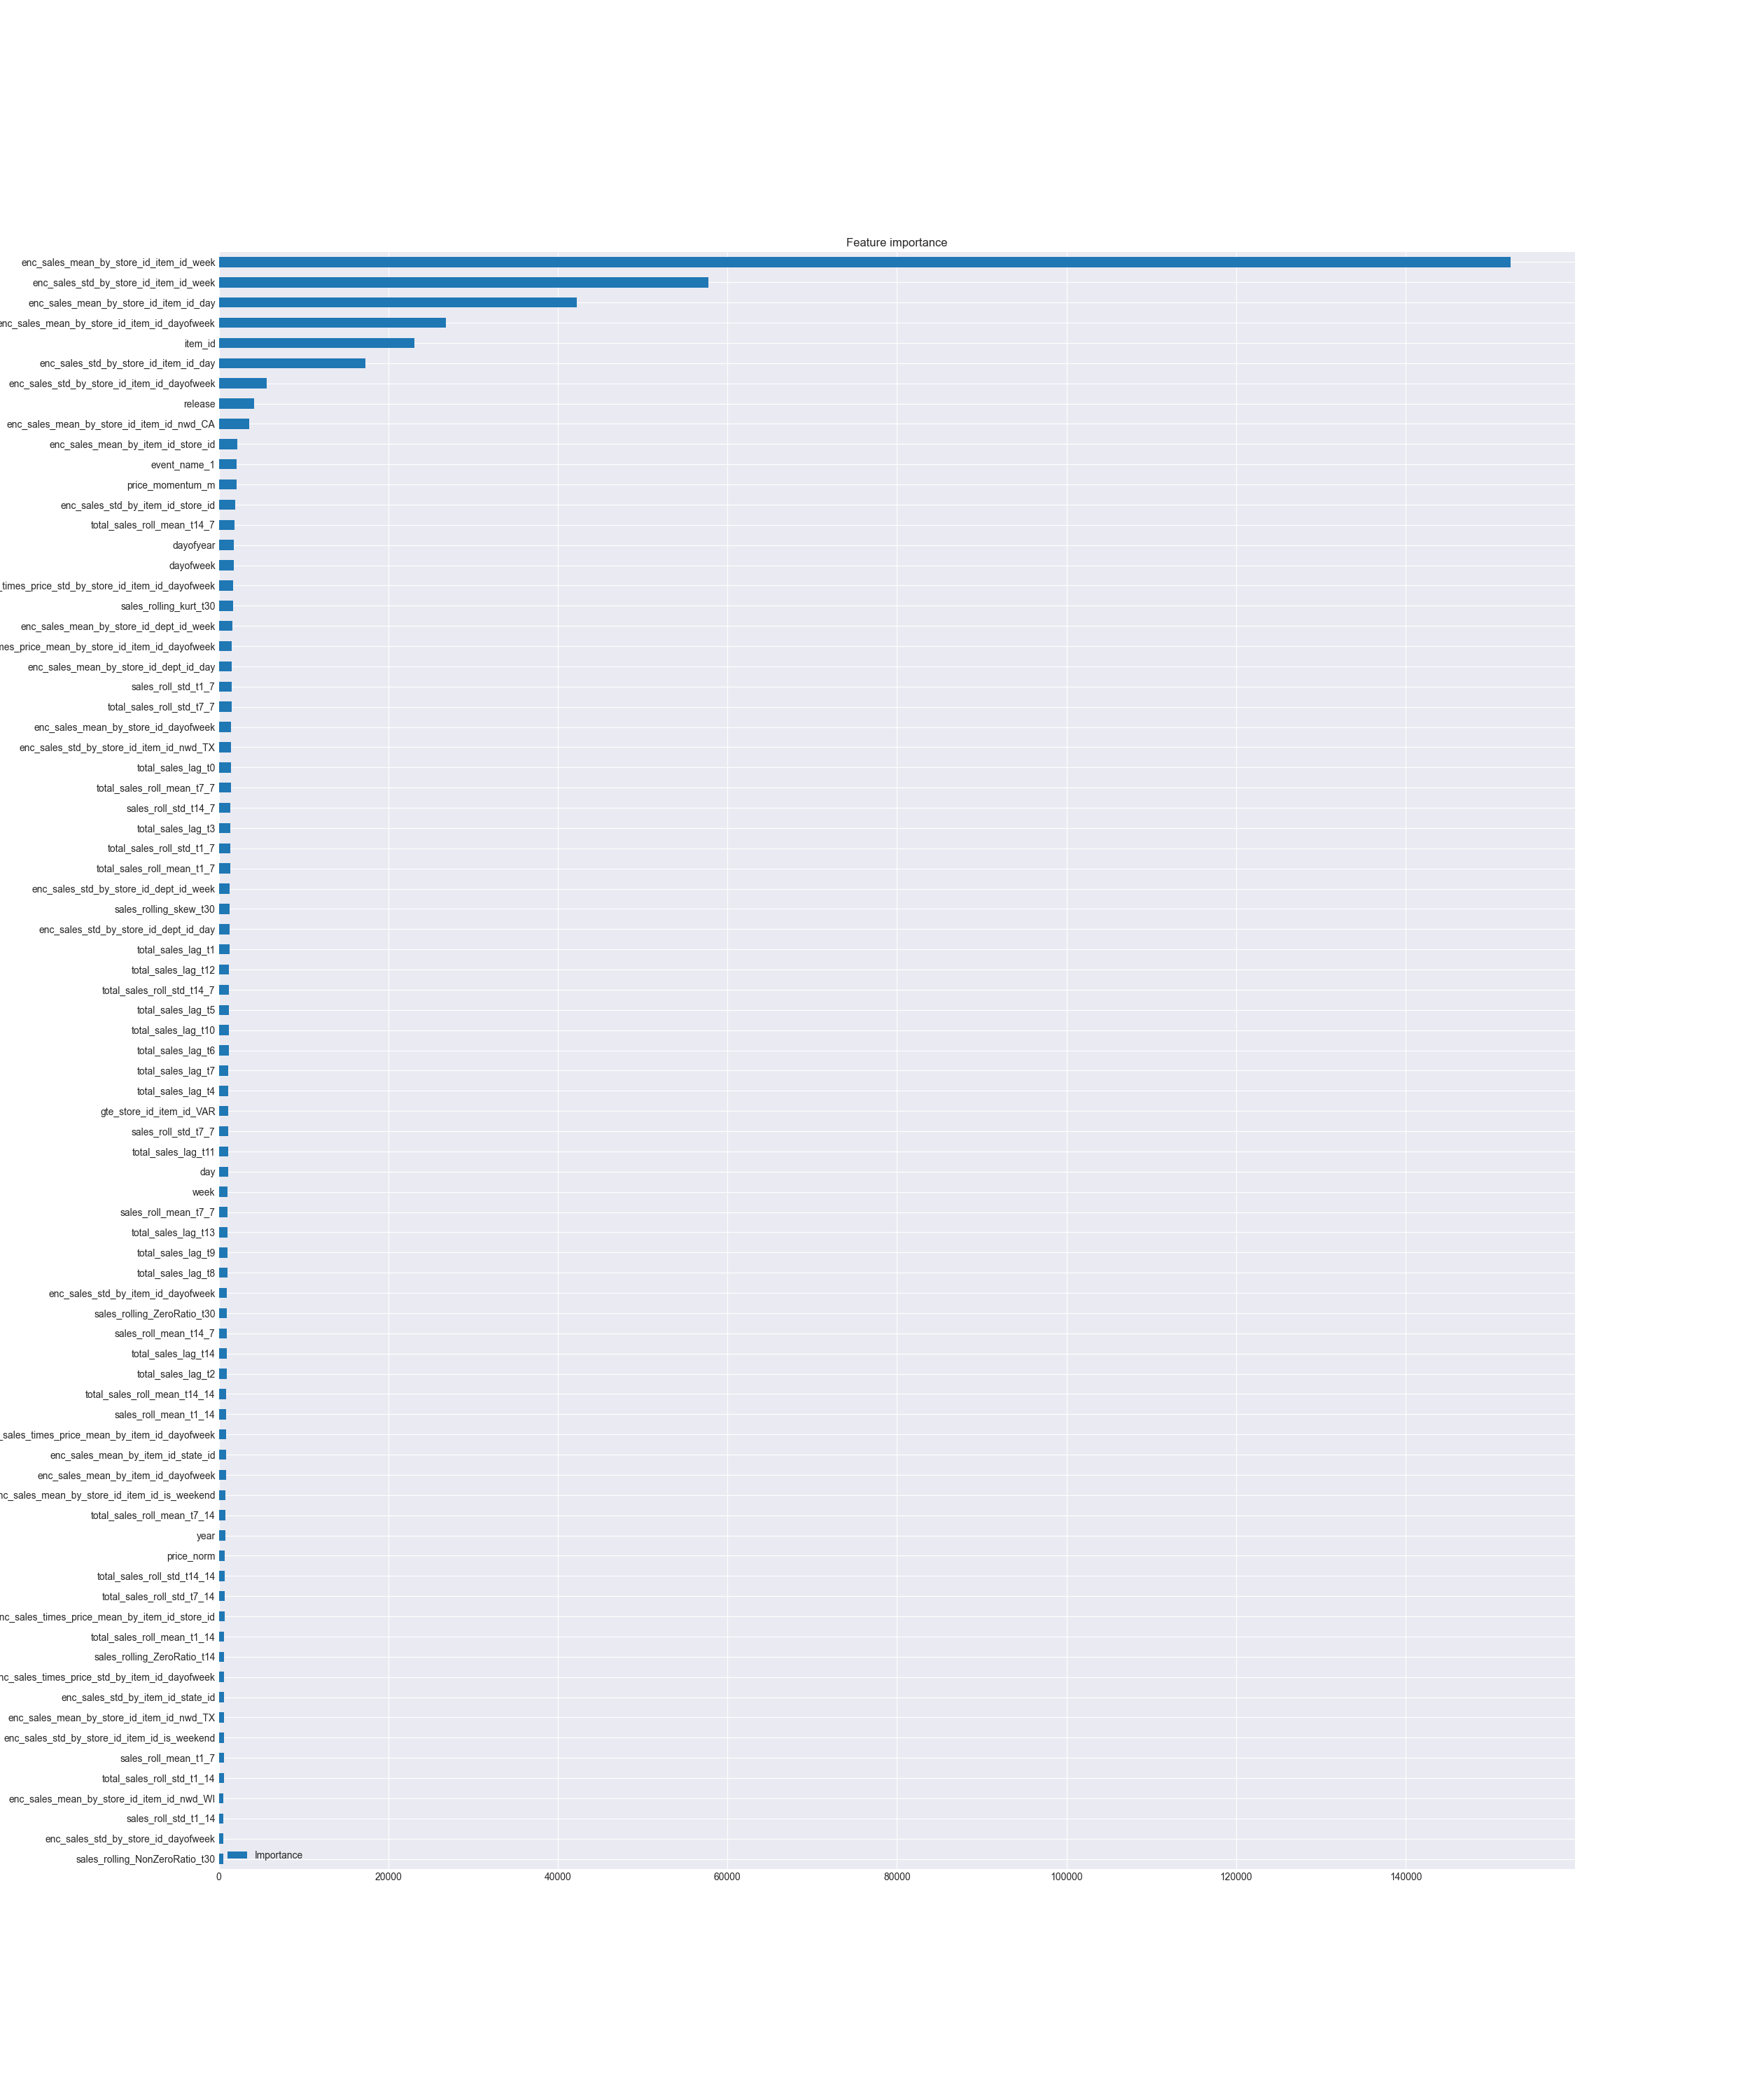 Feature importance
enc_sales_mean_by_store_id_item_id_week
enc_sales_std_by_store_id_item_id_week
enc_sales_mean_by_store_id_item_id_day
enc_sales_mean_by_store_id_item_id_dayofweek
item_id
enc_sales_std_by_store_id_item_id_day
enc_sales_std_by_store_id_item_id_dayofweek
release
enc_sales_mean_by_store_id_item_id_nwd_CA
enc_sales_mean_by_item_id_store_id
event_name_1
price_momentum_m
enc_sales_std_by_item_id_store_id
total_sales_roll_mean_t14_7
dayofyear
dayofweek
_times_price_std_by_store_id_item_id_dayofweek
sales_rolling_kurt_t30
enc_sales_mean_by_store_id_dept_id_week
mes_price_mean_by_store_id_item_id_dayofweek
enc_sales_mean_by_store_id_dept_id_day
sales_roll_std_t1_7
total_sales_roll_std_t7_7
enc_sales_mean_by_store_id_dayofweek
enc_sales_std_by_store_id_item_id_nwd_TX
total_sales_lag_t0
total_sales_roll_mean_t7_7
sales_roll_std_t14_7
total_sales_lag_t3
total_sales_roll_std_t1_7
total_sales_roll_mean_t1_7
enc_sales_std_by_store_id_dept_id_week
sales_rolling_skew_t30
enc_sales_std_by_store_id_dept_id_day
total_sales_lag_t1
total_sales_lag_t12
total_sales_roll_std_t14_7
total_sales_lag_t5
total_sales_lag_t10
total_sales_lag_t6
total_sales_lag_t7
total_sales_lag_t4
gte_store_id_item_id_VAR
sales_roll_std_t7_7
total_sales_lag_t11
day
week
sales_roll_mean_t7_7
total_sales_lag_t13
total_sales_lag_t9
total_sales_lag_t8
enc_sales_std_by_item_id_dayofweek
sales_rolling_ZeroRatio_t30
sales_roll_mean_t14_7
total_sales_lag_t14
total_sales_lag_t2
total_sales_roll_mean_t14_14
sales_roll_mean_t1_14
_sales_times_price_mean_by_item_id_dayofweek
enc_sales_mean_by_item_id_state_id
enc_sales_mean_by_item_id_dayofweek
nc_sales_mean_by_store_id_item_id_is_weekend
total_sales_roll_mean_t7_14
year
price_norm
total_sales_roll_std_t14_14
total_sales_roll_std_t7_14
nc_sales_times_price_mean_by_item_id_store_id
total_sales_roll_mean_t1_14
sales_rolling_ZeroRatio_t14
nc_sales_times_price_std_by_item_id_dayofweek
enc_sales_std_by_item_id_state_id
enc_sales_mean_by_store_id_item_id_nwd_TX
enc_sales_std_by_store_id_item_id_is_weekend
sales_roll_mean_t1_7
total_sales_roll_std_t1_14
enc_sales_mean_by_store_id_item_id_nwd_WI
sales_roll_std_t1_14
enc_sales_std_by_store_id_dayofweek
sales_rolling_NonZeroRatio_t30
Importance
0 20000 40000 60000 80000 100000 120000 140000